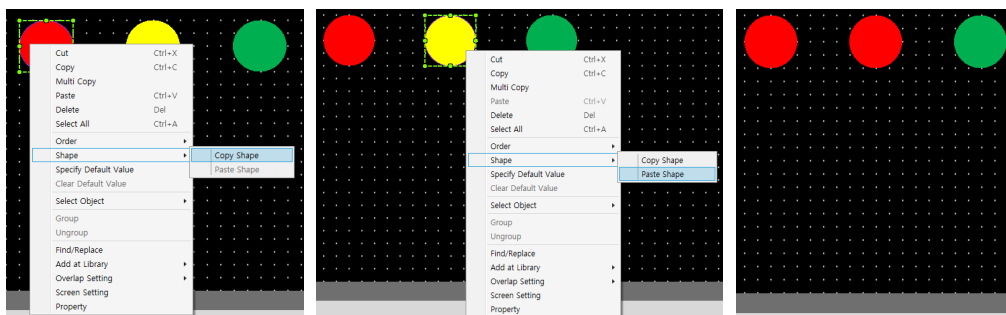 Cut Ctrl+X
Copy Ctrl+C
Multi Copy
Paste Ctrl+V
Delete Del
Select All Ctrl+A
Order
Shape
Copy Shape
Specify Default Value
Paste Shape
Clear Default Value
Select Object
Group
Ungroup
Find/Replace
Add at Library
Overlap Setting
Screen Setting
Property
Cut Ctrl+X
Copy Ctrl+C
Multi Copy
Paste Ctrl+V
Delete Del
Select All Ctrl+A
Order
Shape
Copy Shape
Specify Default Value
Paste Shape
Clear Default Value
Select Object
Group
Ungroup
Find/Replace
Add at Library
Overlap Setting
Screen Setting
Property